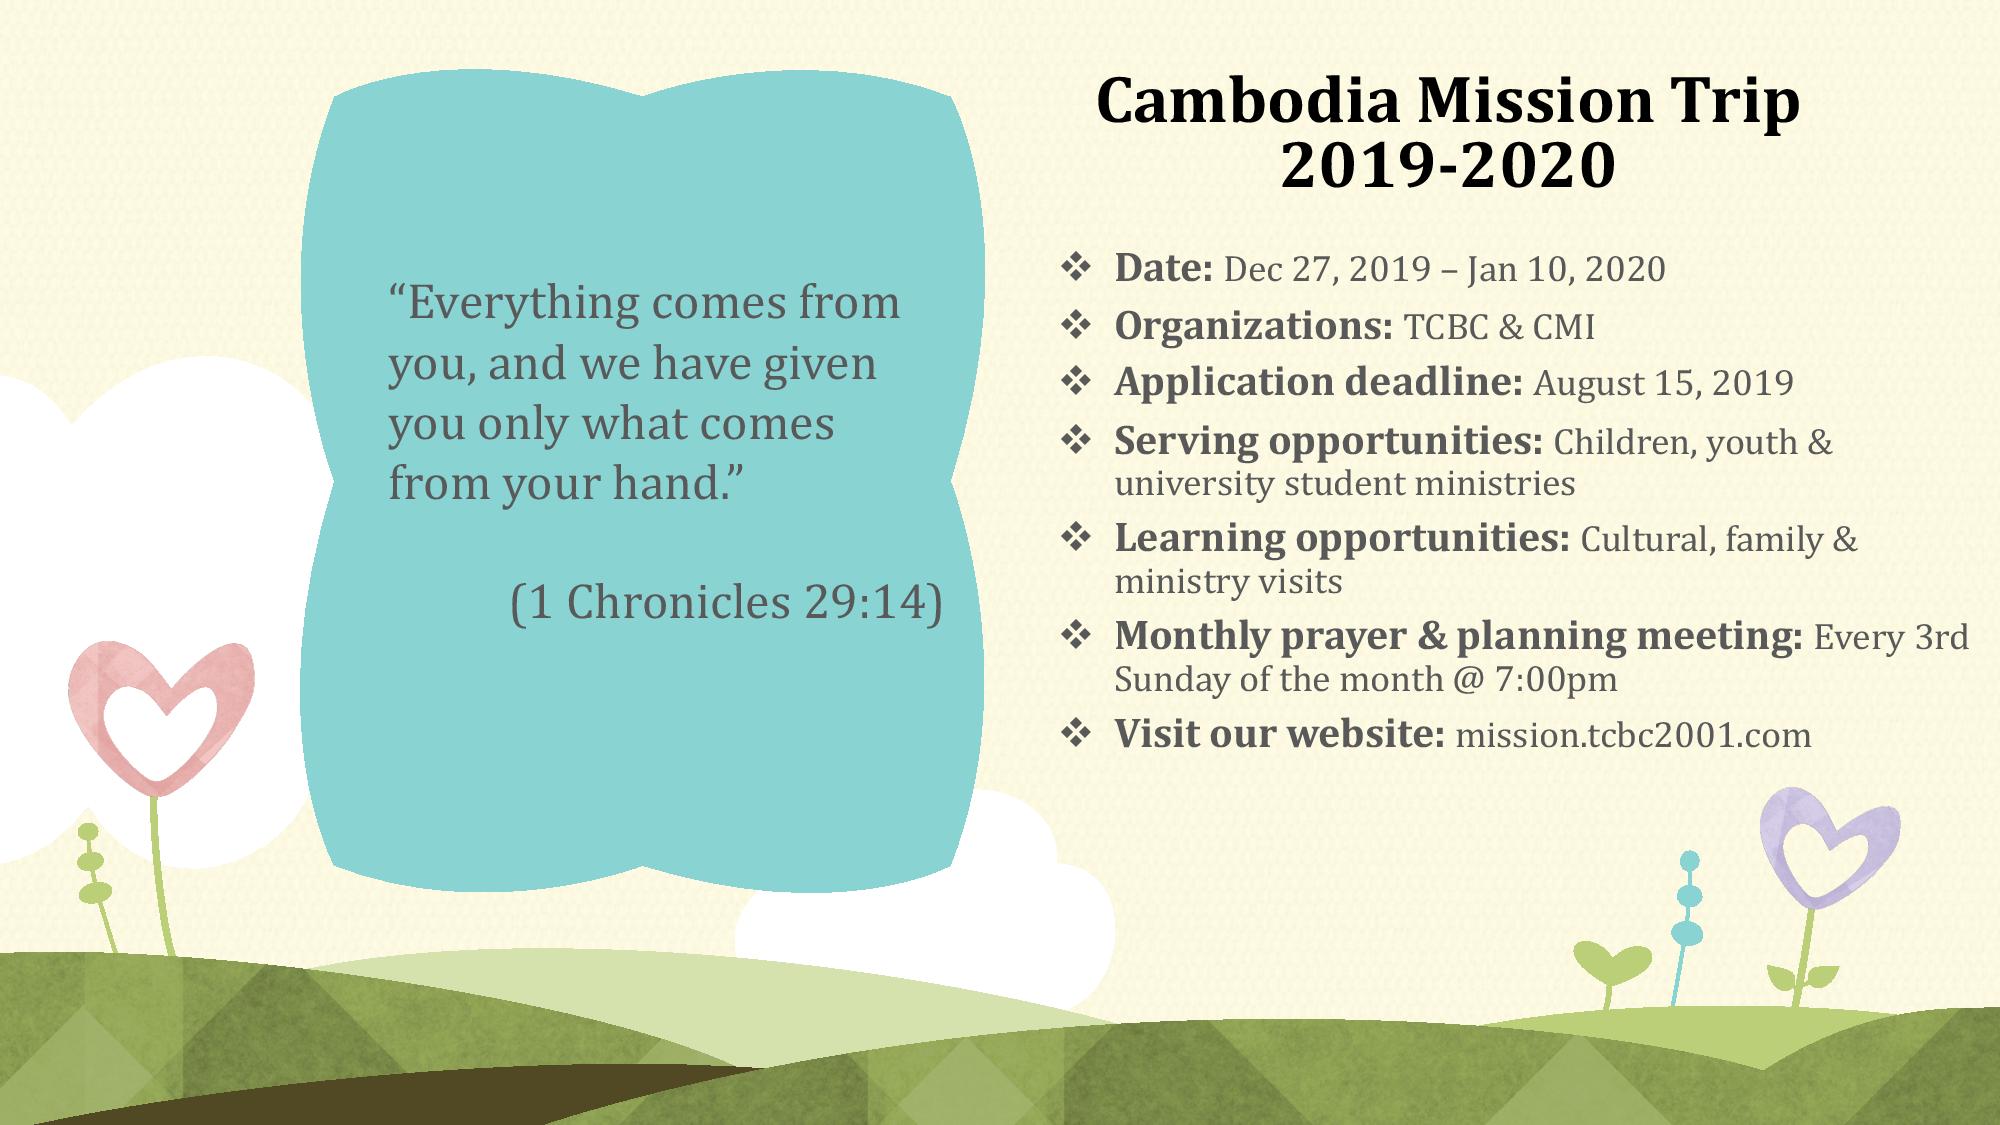 “Everything comes from
you, and we have given
you only what comes
from your hand.”
(1 Chronicles 29:14)
Cambodia Mission Trip
2019-2020
❖ Date: Dec 27, 2019 – Jan 10, 2020
❖ Organizations: TCBC & CMI
❖ Application deadline: August 15, 2019
❖ Serving opportunities: Children, youth &
university student ministries
❖ Learning opportunities: Cultural, family &
ministry visits
❖ Monthly prayer & planning meeting: Every 3rd
Sunday of the month @ 7:00pm
❖ Visit our website: mission.tcbc2001.com